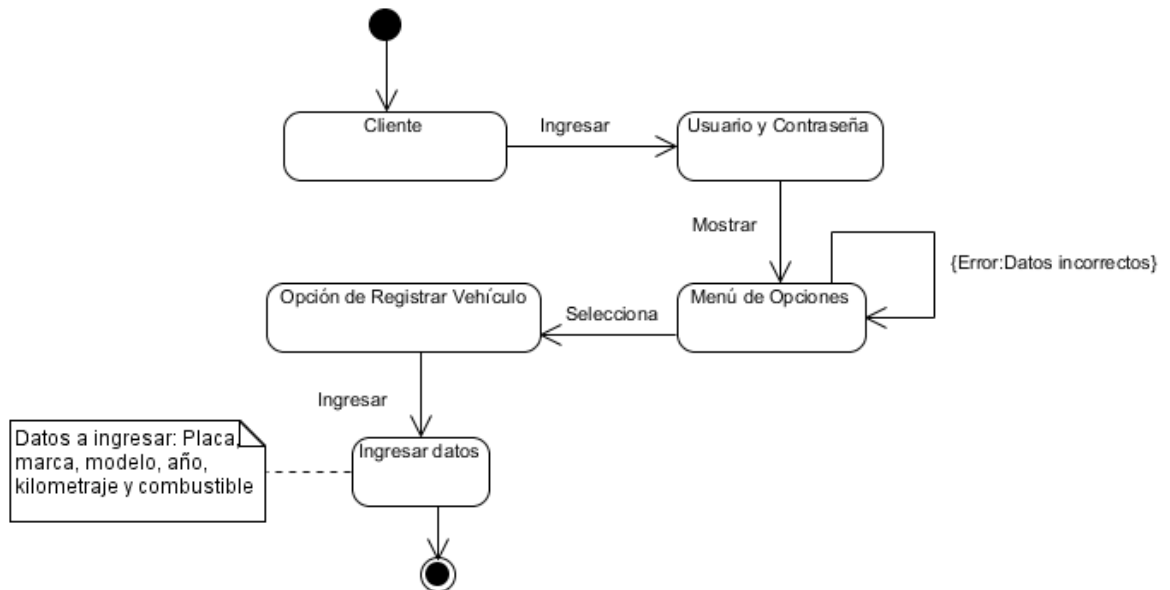 Cliente
Ingresar
Usuario y Contraseña
Mostrar
{Error:Datos incorrectos}
Opción de Registrar Vehículo
Selecciona
Menú de Opciones
Ingresar
Datos a ingresar: Placa,
marca, modelo, año,
kilometraje y combustible
Ingresar datos